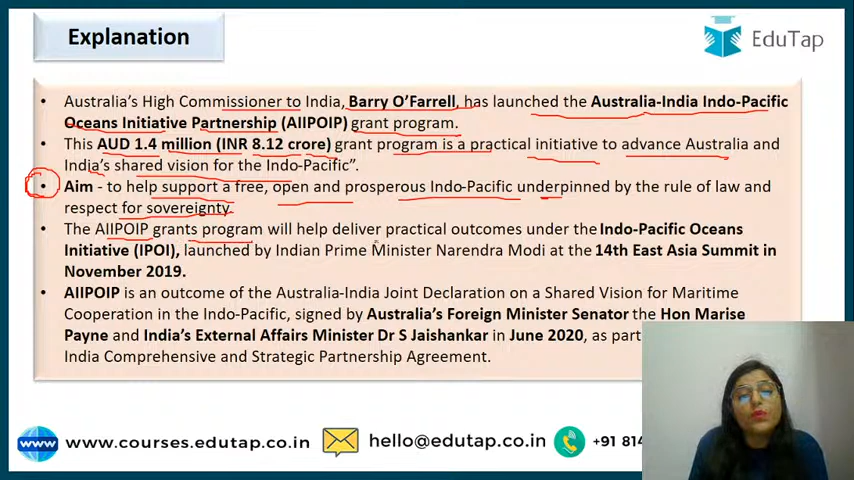 Explanation
EduTap
• Australia's High Commissioner to India, Barry O'Farrell, has launched the Australia-India Indo-Pacific
Oceans Initiative Partnership (AIIPOIP) grant program.
• This AUD 1.4 million (INR 8.12 crore) grant program is a practical initiative to advance Australia and
India's shared vision for the Indo-Pacific".
• Aim - to help support a free, open and prosperous Indo-Pacific underpinned by the rule of law and
respect for sovereignty.
• The AIIPOIP grants program will help deliver practical outcomes under the Indo-Pacific Oceans
Initiative (IPOI), launched by Indian Prime Minister Narendra Modi at the 14th East Asia Summit in
November 2019.
• AIIPOIP is an outcome of the Australia-India Joint Declaration on a Shared Vision for Maritime
Cooperation in the Indo-Pacific, signed by Australia's Foreign Minister Senator the Hon Marise
Payne and India's External Affairs Minister Dr S Jaishankar in June 2020, as part
India Comprehensive and Strategic Partnership Agreement.
www www.courses.edutap.co.in
hello@edutap.co.in
+91 814